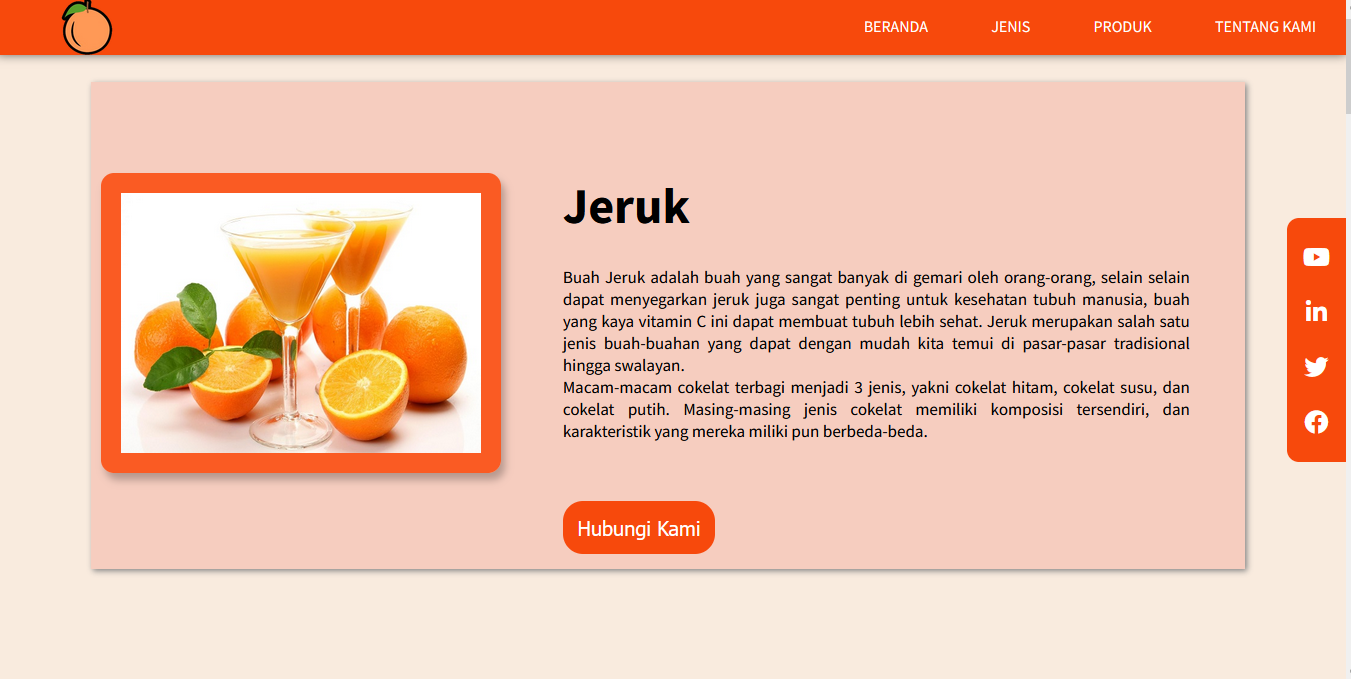 BERANDA JENIS PRODUK TENTANG KAMI
Jeruk
Buah Jeruk adalah buah yang sangat banyak di gemari oleh orang-orang, selain selain
dapat menyegarkan jeruk juga sangat penting untuk kesehatan tubuh manusia, buah
yang kaya vitamin C ini dapat membuat tubuh lebih sehat. Jeruk merupakan salah satu
jenis buah-buahan yang dapat dengan mudah kita temui di pasar-pasar tradisional
hingga swalayan.
Macam-macam cokelat terbagi menjadi 3 jenis, yakni cokelat hitam, cokelat susu, dan
cokelat putih. Masing-masing jenis cokelat memiliki komposisi tersendiri, dan
karakteristik yang mereka miliki pun berbeda-beda.
Hubungi Kami